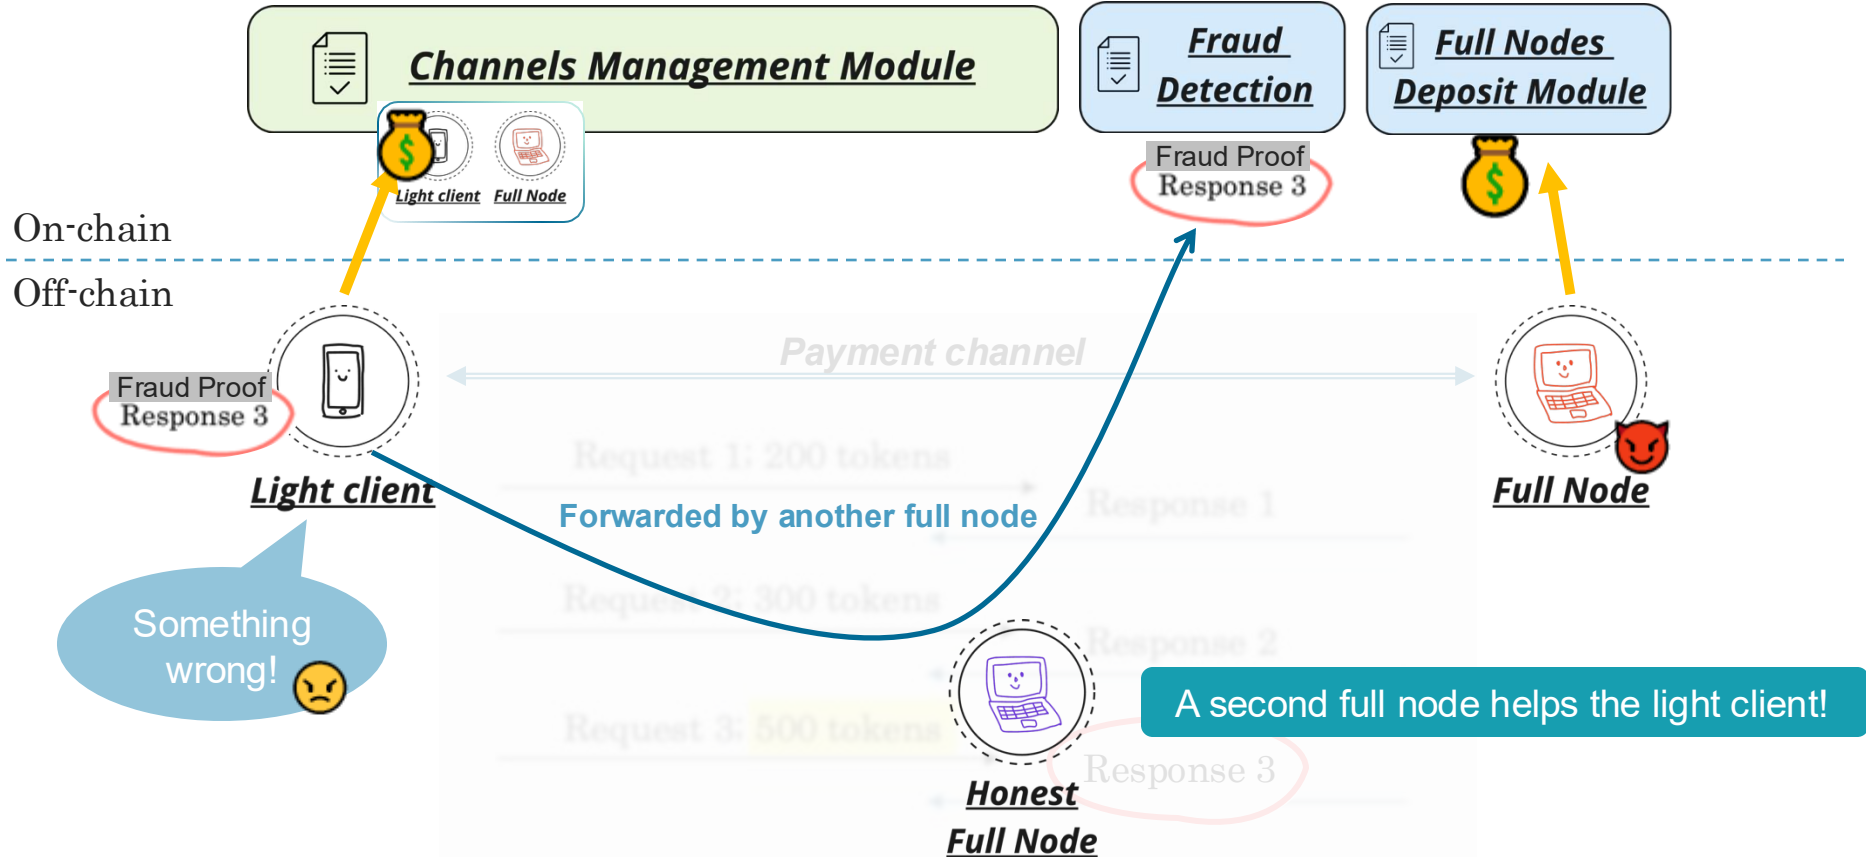 Channels Management Module
Fraud
Detection
Full Nodes
Deposit Module
Light client
Full Node
Fraud Proof
Response 3
On-chain
Off-chain
Payment channel
Fraud Proof
Response 3
Light client
Full Node
Request 1: 200 tokens
Response 1
Forwarded by another full node
Something
wrong!
Request 2: 300 tokens
Response 2
A second full node helps the light client!
Request 3: 500 tokens
Response 3
Honest
Full Node